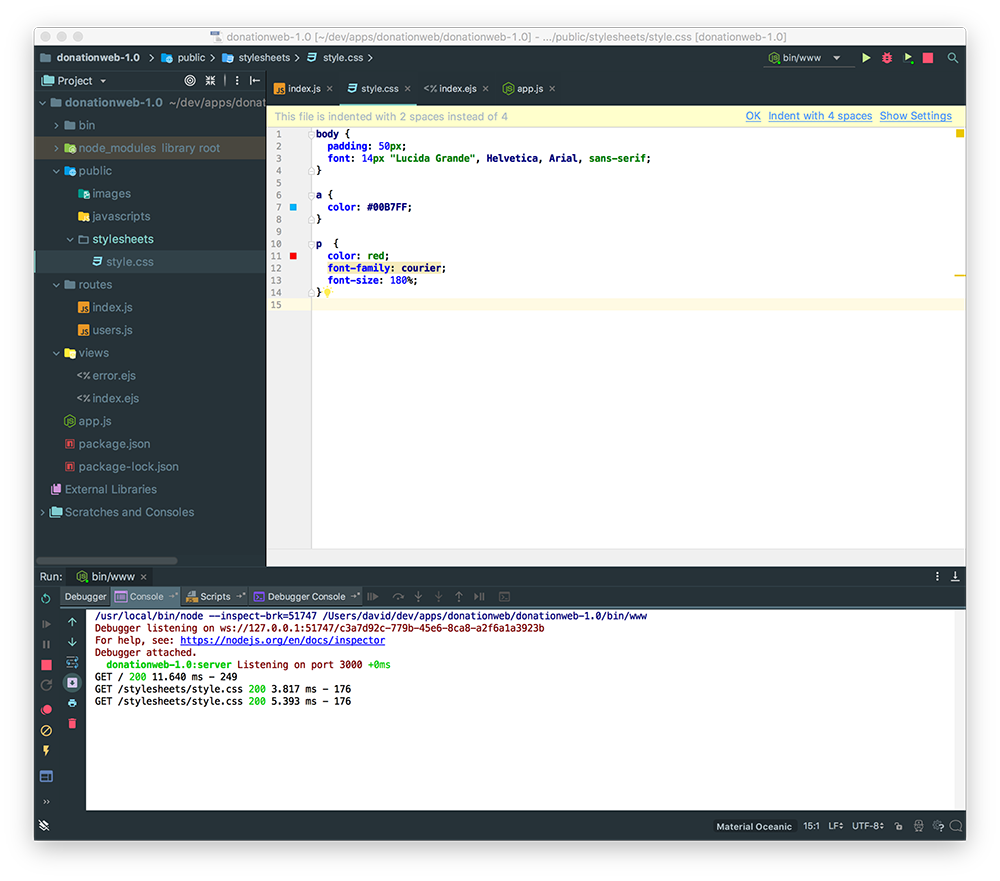 donationweb-1.0 [~/dev/apps/donationweb/donationweb-1.0] - .../public/stylesheets/style.css [donationweb-1.0]
donationweb-1.0 public stylesheets style.css bin/www
Project
index.js style.css <% index.ejs app.js
This file is indented with 2 spaces instead of 4 OK Indent with 4 spaces Show Settings
donationweb-1.0 ~/dev/apps/donat
bin
node_modules library root
public
images
javascripts
stylesheets
style.css
routes
index.js
users.js
views
<% error.ejs
<% index.ejs
app.js
package.json
package-lock.json
External Libraries
Scratches and Consoles
1 body {
2 padding: 50px;
3 font: 14px "Lucida Grande", Helvetica, Arial, sans-serif;
4 }
5
6 a {
7 color: #00B7FF;
8 }
9
10 p {
11 color: red;
12 font-family: courier;
13 font-size: 180%;
14 }
15
Run: bin/www
Debugger Console Scripts Debugger Console
/usr/local/bin/node --inspect-brk=51747 /Users/david/dev/apps/donationweb/donationweb-1.0/bin/www
Debugger listening on ws://127.0.0.1:51747/c3a7d92c-779b-45e6-8ca8-a2f6a1a3923b
For help, see: https://nodejs.org/en/docs/inspector
Debugger attached.
donationweb-1.0:server Listening on port 3000 +0ms
GET / 200 11.640 ms - 249
GET /stylesheets/style.css 200 3.817 ms - 176
GET /stylesheets/style.css 200 5.393 ms - 176
Material Oceanic 15:1 LF UTF-8